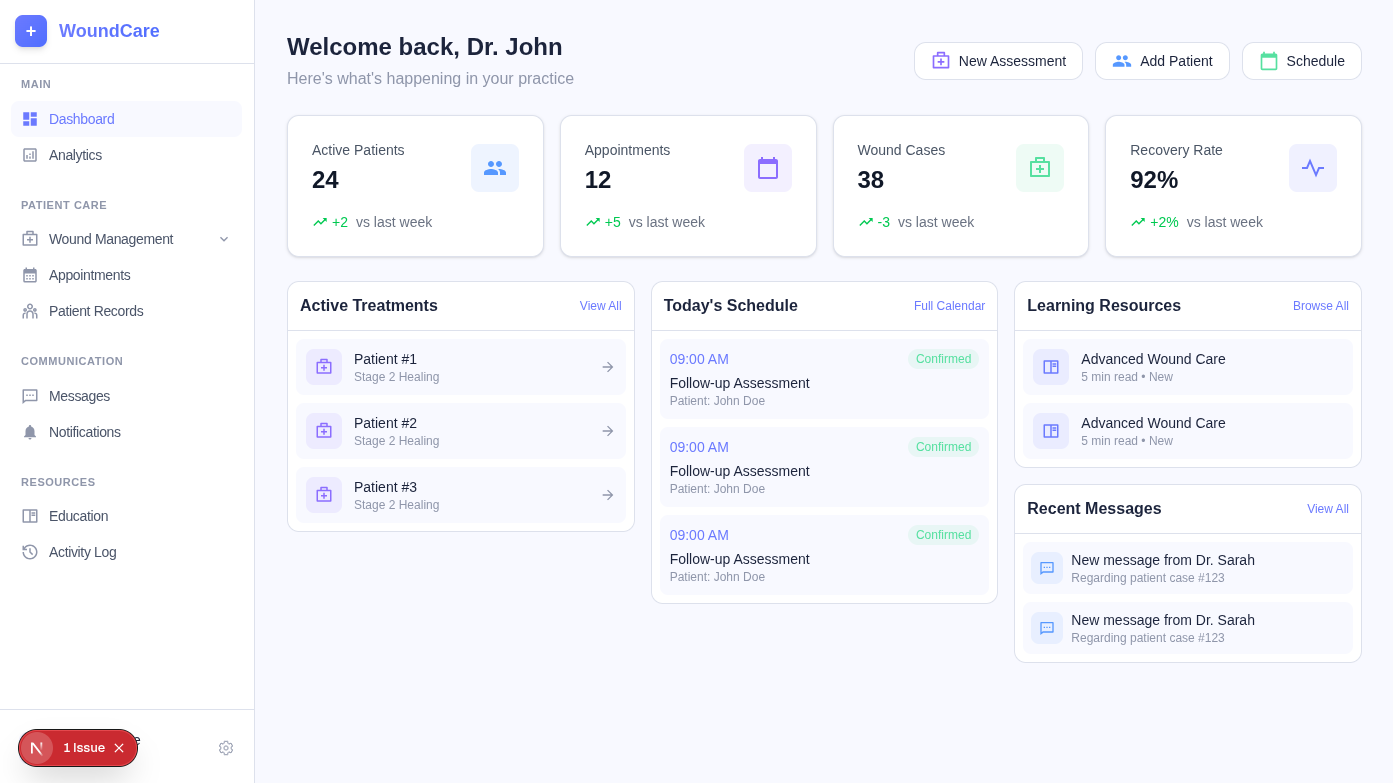 + WoundCare
MAIN
Dashboard
Analytics
PATIENT CARE
Wound Management
Appointments
Patient Records
COMMUNICATION
Messages
Notifications
RESOURCES
Education
Activity Log
1 Issue
Welcome back, Dr. John
Here's what's happening in your practice
New Assessment
Add Patient
Schedule
Active Patients
24
+2 vs last week
Appointments
12
+5 vs last week
Wound Cases
38
-3 vs last week
Recovery Rate
92%
+2% vs last week
Active Treatments
View All
Patient #1
Stage 2 Healing
Patient #2
Stage 2 Healing
Patient #3
Stage 2 Healing
Today's Schedule
Full Calendar
09:00 AM
Confirmed
Follow-up Assessment
Patient: John Doe
09:00 AM
Confirmed
Follow-up Assessment
Patient: John Doe
09:00 AM
Confirmed
Follow-up Assessment
Patient: John Doe
Learning Resources
Browse All
Advanced Wound Care
5 min read • New
Advanced Wound Care
5 min read • New
Recent Messages
View All
New message from Dr. Sarah
Regarding patient case #123
New message from Dr. Sarah
Regarding patient case #123